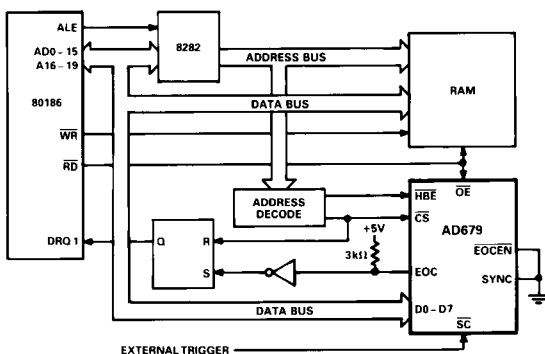 ALE
AD0 – 15
A16 – 19
80186
WR
RD
DRQ 1
8282
ADDRESS BUS
DATA BUS
RAM
ADDRESS DECODE
HBE
OE
CS
AD679
EOCEN
SYNC
EOC
D0 – D7
SC
+5V
3kΩ
Q
R
S
DATA BUS
EXTERNAL TRIGGER